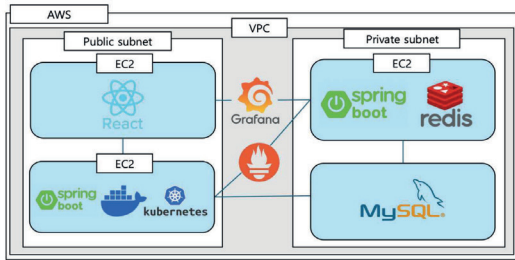 AWS
VPC
Public subnet
Private subnet
EC2
React
Grafana
EC2
spring
boot
redis
EC2
spring
boot
kubernetes
MySQL®